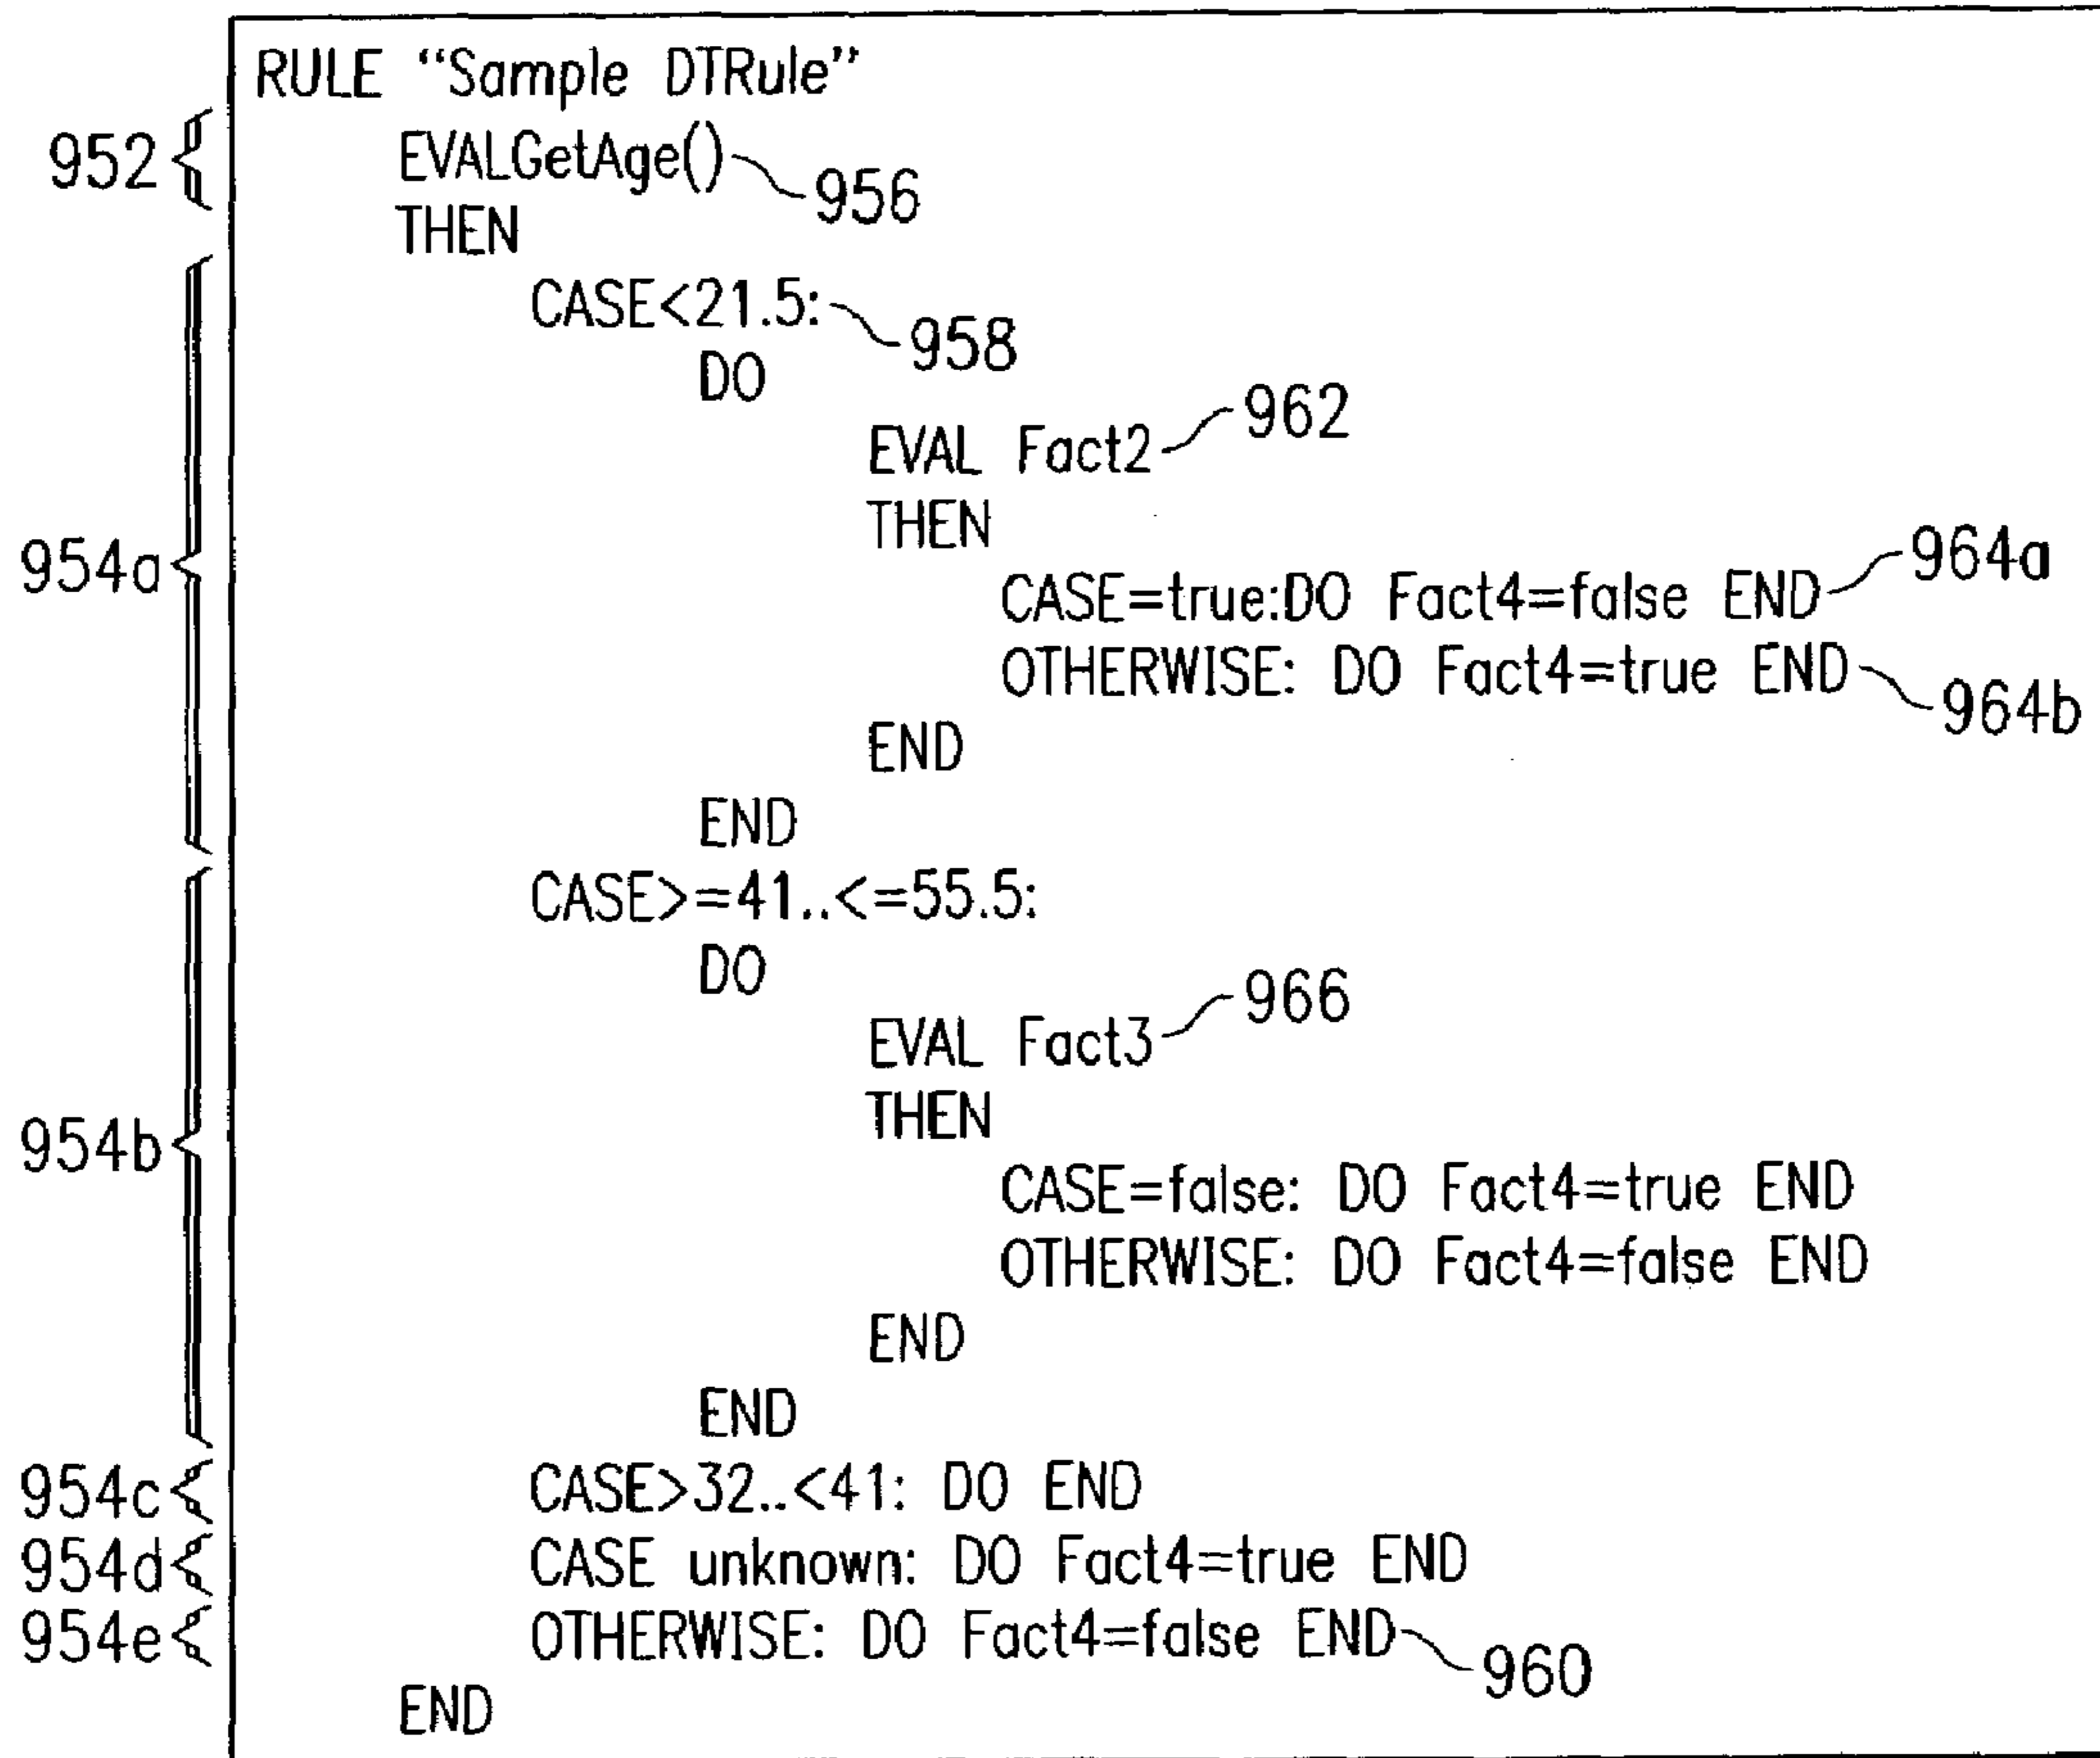 RULE “Sample DTRule”
952
EVALGetAge()
956
THEN
CASE<21.5:
958
DO
962
EVAL Fact2
THEN
964a
954a
CASE=true:DO Fact4=false END
OTHERWISE: DO Fact4=true END
964b
END
END
CASE>=41..<=55.5:
DO
966
EVAL Fact3
THEN
954b
CASE=false: DO Fact4=true END
OTHERWISE: DO Fact4=false END
END
END
954c
CASE>32..<41: DO END
954d
CASE unknown: DO Fact4=true END
954e
OTHERWISE: DO Fact4=false END
960
END